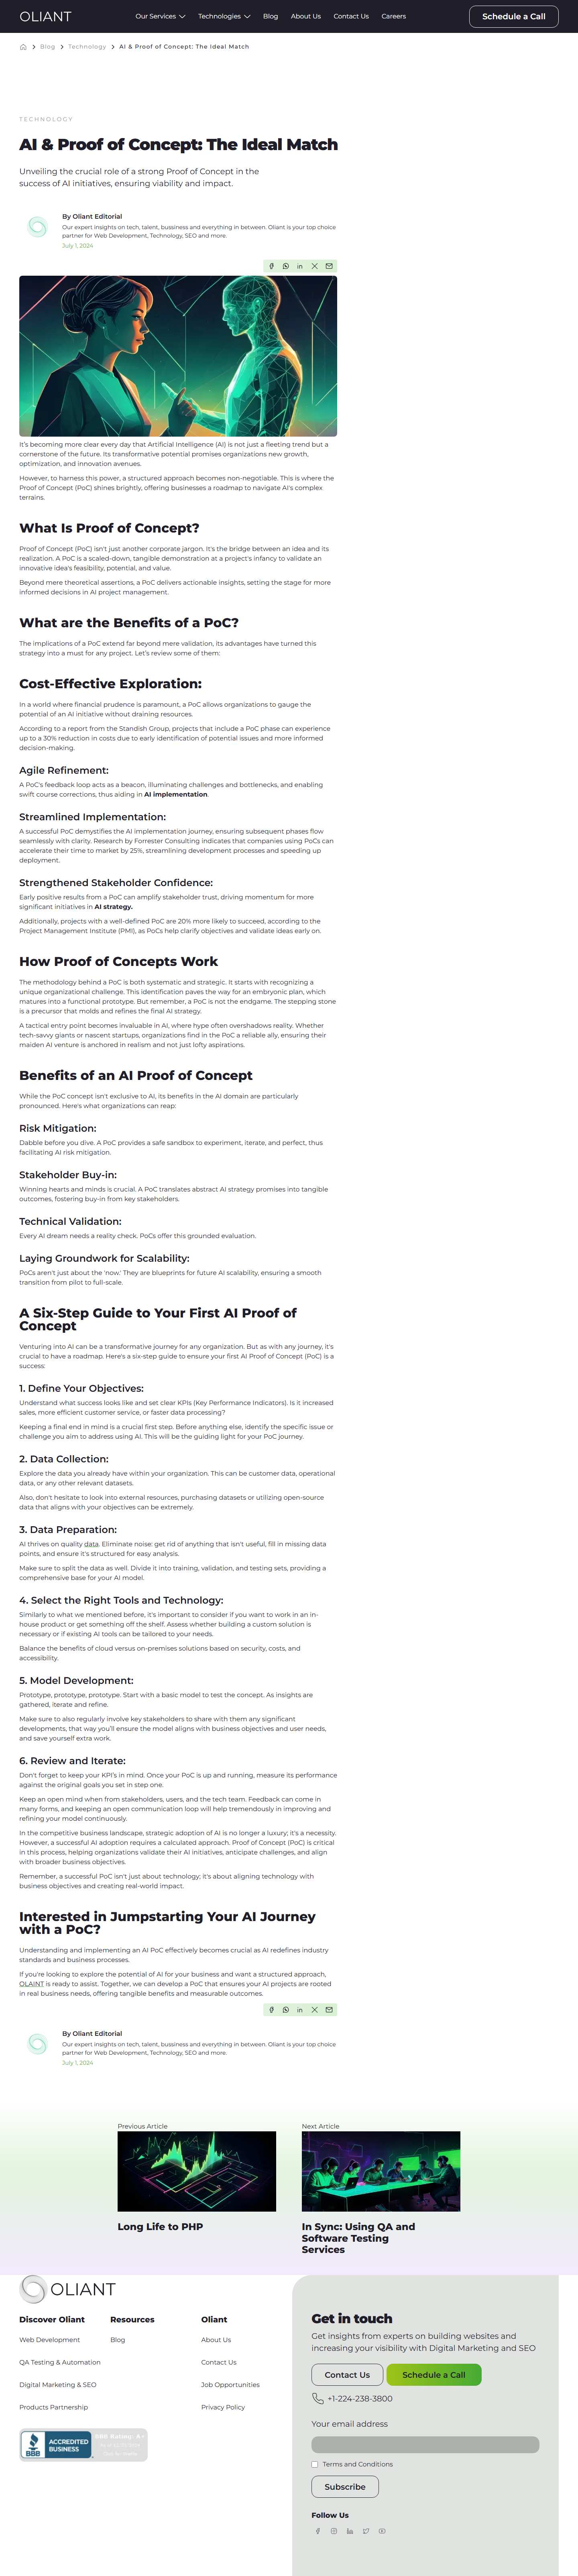 OLIANT
Our Services
Technologies
Blog
About Us
Contact Us
Careers
Schedule a Call
Blog
Technology
AI & Proof of Concept: The Ideal Match
TECHNOLOGY
AI & Proof of Concept: The Ideal Match
Unveiling the crucial role of a strong Proof of Concept in the
success of AI initiatives, ensuring viability and impact.
By Oliant Editorial
Our expert insights on tech, talent, bussiness and everything in between. Oliant is your top choice
partner for Web Development, Technology, SEO and more.
July 1, 2024
It's becoming more clear every day that Artificial Intelligence (AI) is not just a fleeting trend but a
cornerstone of the future. Its transformative potential promises organizations new growth,
optimization, and innovation avenues.
However, to harness this power, a structured approach becomes non-negotiable. This is where the
Proof of Concept (PoC) shines brightly, offering businesses a roadmap to navigate AI's complex
terrains.
What Is Proof of Concept?
Proof of Concept (PoC) isn't just another corporate jargon. It's the bridge between an idea and its
realization. A PoC is a scaled-down, tangible demonstration at a project's infancy to validate an
innovative idea's feasibility, potential, and value.
Beyond mere theoretical assertions, a PoC delivers actionable insights, setting the stage for more
informed decisions in AI project management.
What are the Benefits of a PoC?
The implications of a PoC extend far beyond mere validation, its advantages have turned this
strategy into a must for any project. Let's review some of them:
Cost-Effective Exploration:
In a world where financial prudence is paramount, a PoC allows organizations to gauge the
potential of an AI initiative without draining resources.
According to a report from the Standish Group, projects that include a PoC phase can experience
up to a 30% reduction in costs due to early identification of potential issues and more informed
decision-making.
Agile Refinement:
A PoC's feedback loop acts as a beacon, illuminating challenges and bottlenecks, and enabling
swift course corrections, thus aiding in AI implementation.
Streamlined Implementation:
A successful PoC demystifies the AI implementation journey, ensuring subsequent phases flow
seamlessly with clarity. Research by Forrester Consulting indicates that companies using PoCs can
accelerate their time to market by 25%, streamlining development processes and speeding up
deployment.
Strengthened Stakeholder Confidence:
Early positive results from a PoC can amplify stakeholder trust, driving momentum for more
significant initiatives in AI strategy.
Additionally, projects with a well-defined PoC are 20% more likely to succeed, according to the
Project Management Institute (PMI), as PoCs help clarify objectives and validate ideas early on.
How Proof of Concepts Work
The methodology behind a PoC is both systematic and strategic. It starts with recognizing a
unique organizational challenge. This identification paves the way for an embryonic plan, which
matures into a functional prototype. But remember, a PoC is not the endgame. The stepping stone
is a precursor that molds and refines the final AI strategy.
A tactical entry point becomes invaluable in AI, where hype often overshadows reality. Whether
tech-savvy giants or nascent startups, organizations find in the PoC a reliable ally, ensuring their
maiden AI venture is anchored in realism and not just lofty aspirations.
Benefits of an AI Proof of Concept
While the PoC concept isn't exclusive to AI, its benefits in the AI domain are particularly
pronounced. Here's what organizations can reap:
Risk Mitigation:
Dabble before you dive. A PoC provides a safe sandbox to experiment, iterate, and perfect, thus
facilitating AI risk mitigation.
Stakeholder Buy-in:
Winning hearts and minds is crucial. A PoC translates abstract AI strategy promises into tangible
outcomes, fostering buy-in from key stakeholders.
Technical Validation:
Every AI dream needs a reality check. PoCs offer this grounded evaluation.
Laying Groundwork for Scalability:
PoCs aren't just about the 'now.' They are blueprints for future AI scalability, ensuring a smooth
transition from pilot to full-scale.
A Six-Step Guide to Your First AI Proof of
Concept
Venturing into AI can be a transformative journey for any organization. But as with any journey, it's
crucial to have a roadmap. Here's a six-step guide to ensure your first AI Proof of Concept (PoC) is a
success:
1. Define Your Objectives:
Understand what success looks like and set clear KPIs (Key Performance Indicators). Is it increased
sales, more efficient customer service, or faster data processing?
Keeping a final end in mind is a crucial first step. Before anything else, identify the specific issue or
challenge you aim to address using AI. This will be the guiding light for your PoC journey.
2. Data Collection:
Explore the data you already have within your organization. This can be customer data, operational
data, or any other relevant datasets.
Also, don't hesitate to look into external resources, purchasing datasets or utilizing open-source
data that aligns with your objectives can be extremely.
3. Data Preparation:
AI thrives on quality data. Eliminate noise: get rid of anything that isn't useful, fill in missing data
points, and ensure it's structured for easy analysis.
Make sure to split the data as well. Divide it into training, validation, and testing sets, providing a
comprehensive base for your AI model.
4. Select the Right Tools and Technology:
Similarly to what we mentioned before, it's important to consider if you want to work in an in-
house product or get something off the shelf. Assess whether building a custom solution is
necessary or if existing AI tools can be tailored to your needs.
Balance the benefits of cloud versus on-premises solutions based on security, costs, and
accessibility.
5. Model Development:
Prototype, prototype, prototype. Start with a basic model to test the concept. As insights are
gathered, iterate and refine.
Make sure to also regularly involve key stakeholders to share with them any significant
developments, that way you'll ensure the model aligns with business objectives and user needs,
and save yourself extra work.
6. Review and Iterate:
Don't forget to keep your KPI's in mind. Once your PoC is up and running, measure its performance
against the original goals you set in step one.
Keep an open mind when from stakeholders, users, and the tech team. Feedback can come in
many forms, and keeping an open communication loop will help tremendously in improving and
refining your model continuously.
In the competitive business landscape, strategic adoption of AI is no longer a luxury; it's a necessity.
However, a successful AI adoption requires a calculated approach. Proof of Concept (PoC) is critical
in this process, helping organizations validate their AI initiatives, anticipate challenges, and align
with broader business objectives.
Remember, a successful PoC isn't just about technology; it's about aligning technology with
business objectives and creating real-world impact.
Interested in Jumpstarting Your AI Journey
with a PoC?
Understanding and implementing an AI PoC effectively becomes crucial as AI redefines industry
standards and business processes.
If you're looking to explore the potential of AI for your business and want a structured approach,
OLAINT is ready to assist. Together, we can develop a PoC that ensures your AI projects are rooted
in real business needs, offering tangible benefits and measurable outcomes.
By Oliant Editorial
Our expert insights on tech, talent, bussiness and everything in between. Oliant is your top choice
partner for Web Development, Technology, SEO and more.
July 1, 2024
Previous Article
Long Life to PHP
Next Article
In Sync: Using QA and
Software Testing
Services
OLIANT
Discover Oliant
Web Development
QA Testing & Automation
Digital Marketing & SEO
Products Partnership
Resources
Blog
Oliant
About Us
Contact Us
Job Opportunities
Privacy Policy
BBB
ACCREDITED
BUSINESS
BBB Rating: A+
Get in touch
Get insights from experts on building websites and
increasing your visibility with Digital Marketing and SEO
Contact Us
Schedule a Call
+1-224-238-3800
Your email address
Terms and Conditions
Subscribe
Follow Us